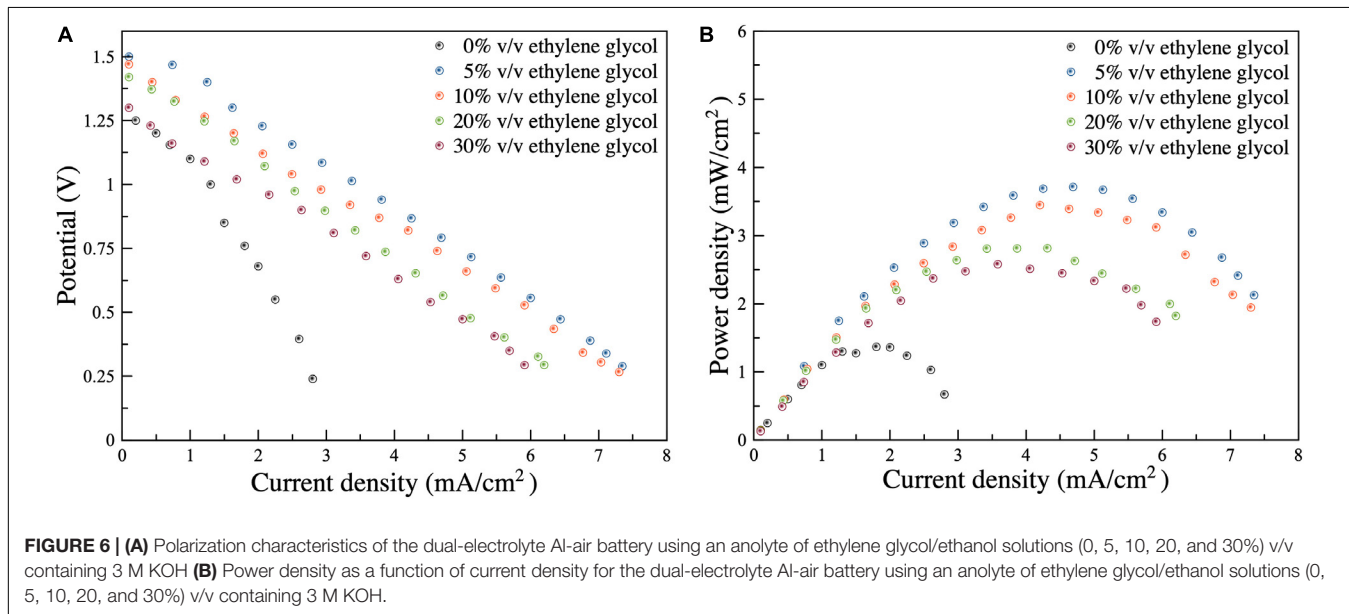 A
1.5
1.25
1
0.75
0.5
0.25
0
0 1 2 3 4 5 6 7 8
Potential (V)
Current density (mA/cm²)
0% v/v ethylene glycol
5% v/v ethylene glycol
10% v/v ethylene glycol
20% v/v ethylene glycol
30% v/v ethylene glycol
B
6
5
4
3
2
1
0
0 1 2 3 4 5 6 7 8
Power density (mW/cm²)
Current density (mA/cm²)
0% v/v ethylene glycol
5% v/v ethylene glycol
10% v/v ethylene glycol
20% v/v ethylene glycol
30% v/v ethylene glycol
FIGURE 6 | (A) Polarization characteristics of the dual-electrolyte Al-air battery using an anolyte of ethylene glycol/ethanol solutions (0, 5, 10, 20, and 30%) v/v
containing 3 M KOH (B) Power density as a function of current density for the dual-electrolyte Al-air battery using an anolyte of ethylene glycol/ethanol solutions (0,
5, 10, 20, and 30%) v/v containing 3 M KOH.